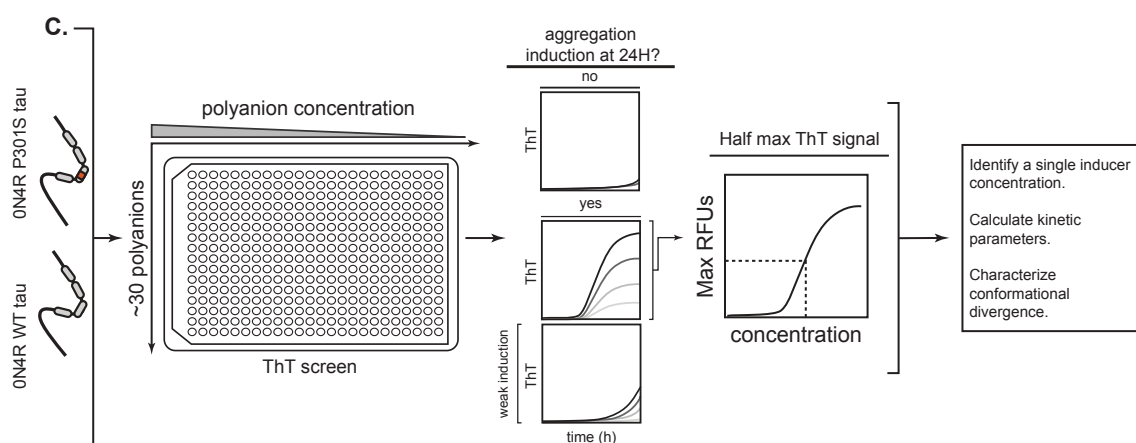 C.
0N4R P301S tau
0N4R WT tau
polyanion concentration
~30 polyanions
ThT screen
aggregation
induction at 24H?
no
ThT
yes
ThT
weak induction
ThT
time (h)
Half max ThT signal
Max RFUs
concentration
Identify a single inducer
concentration.
Calculate kinetic
parameters.
Characterize
conformational
divergence.